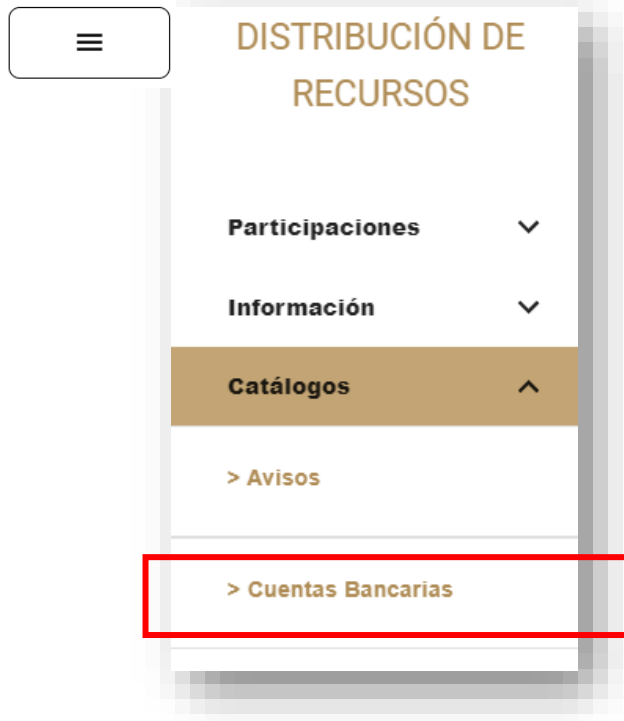 DISTRIBUCIÓN DE
RECURSOS
Participaciones
Información
Catálogos
> Avisos
> Cuentas Bancarias